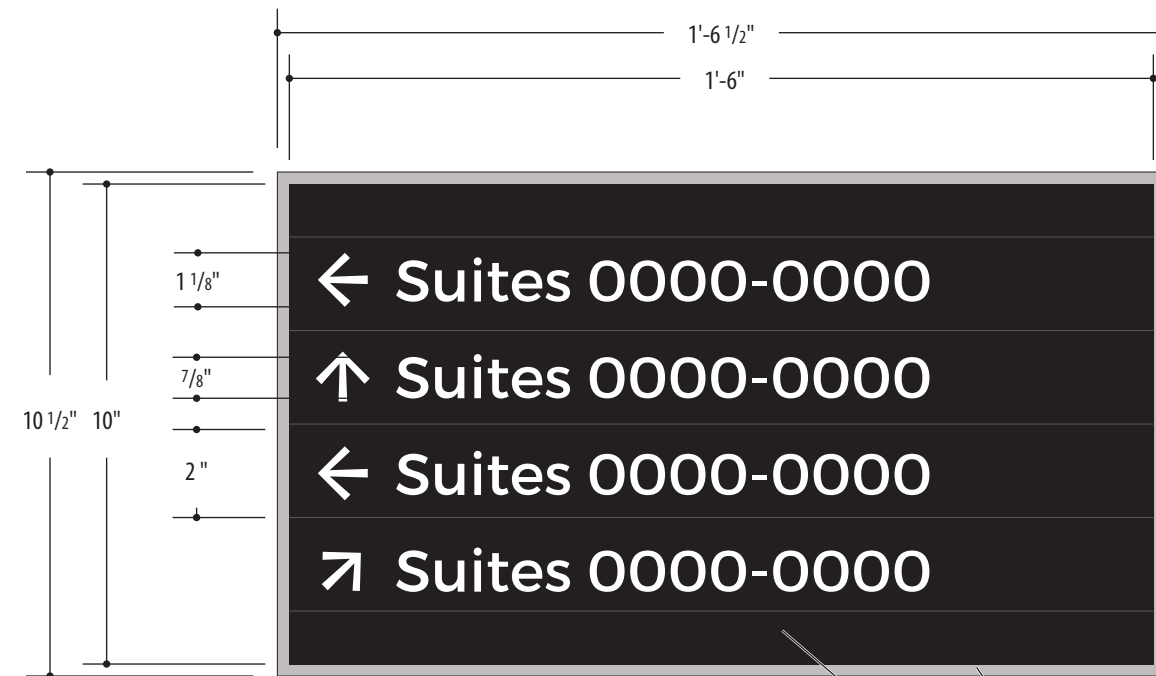 1'-6 1/2"
1'-6"
1 1/8"
← Suites 0000-0000
7/8"
↑ Suites 0000-0000
10 1/2" 10"
2 "
← Suites 0000-0000
↗ Suites 0000-0000